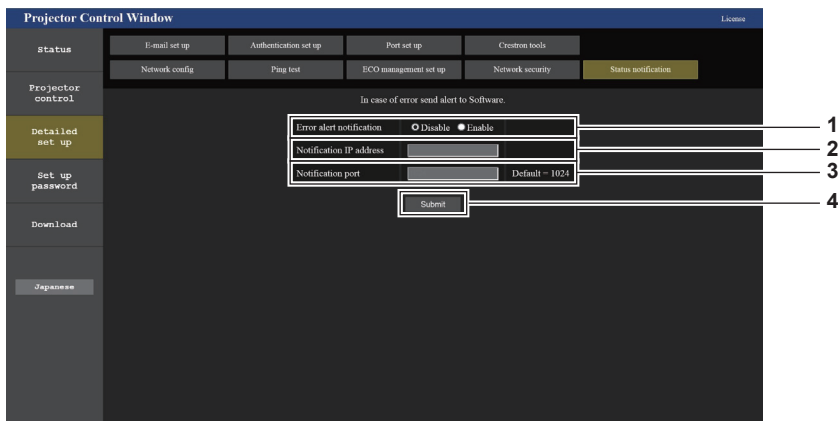 Projector Control Window
License
Status
Projector
control
Detailed
set up
Set up
password
Download
Japanese
E-mail set up
Authentication set up
Port set up
Crestron tools
Network config
Ping test
ECO management set up
Network security
Status notification
In case of error send alert to Software.
Error alert notification Disable Enable
Notification IP address
Notification port Default = 1024
Submit
1
2
3
4